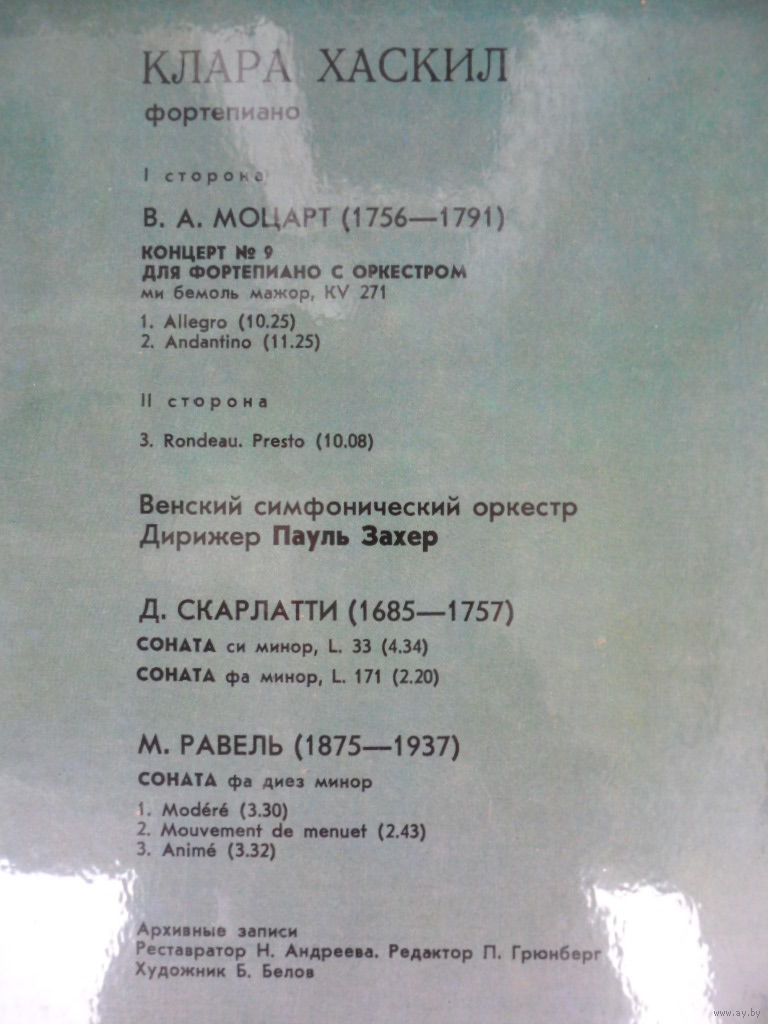 КЛАРА ХАСКИЛ
фортепиано
I сторона
В. А. МОЦАРТ (1756—1791)
КОНЦЕРТ № 9
ДЛЯ ФОРТЕПИАНО С ОРКЕСТРОМ
ми бемоль мажор, KV 271
1. Allegro (10.25)
2. Andantino (11.25)
II сторона
3. Rondeau. Presto (10.08)
Венский симфонический оркестр
Дирижер Пауль Захер
Д. СКАРЛАТТИ (1685—1757)
СОНАТА си минор, L. 33 (4.34)
СОНАТА фа минор, L. 171 (2.20)
М. РАВЕЛЬ (1875—1937)
СОНАТА фа диез минор
1. Modéré (3.30)
2. Mouvement de menuet (2.43)
3. Animé (3.32)
Архивные записи
Реставратор Н. Андреева. Редактор П. Грюнберг
Художник Б. Белов
www.ay.by